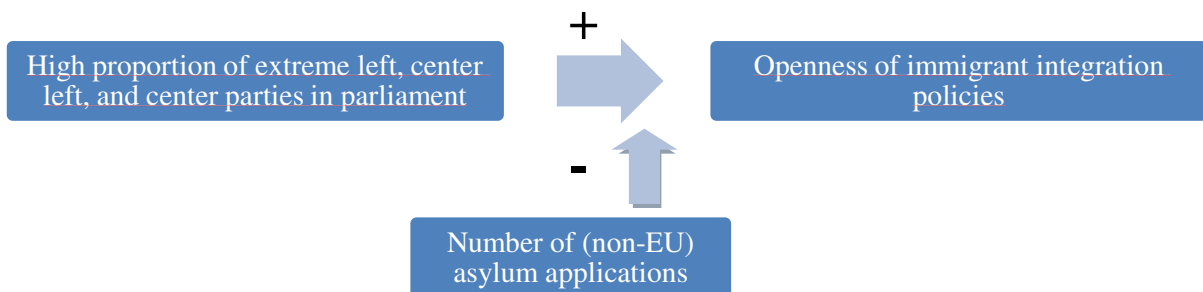 +
High proportion of extreme left, center
left, and center parties in parliament
Openness of immigrant integration
policies
-
Number of (non-EU)
asylum applications